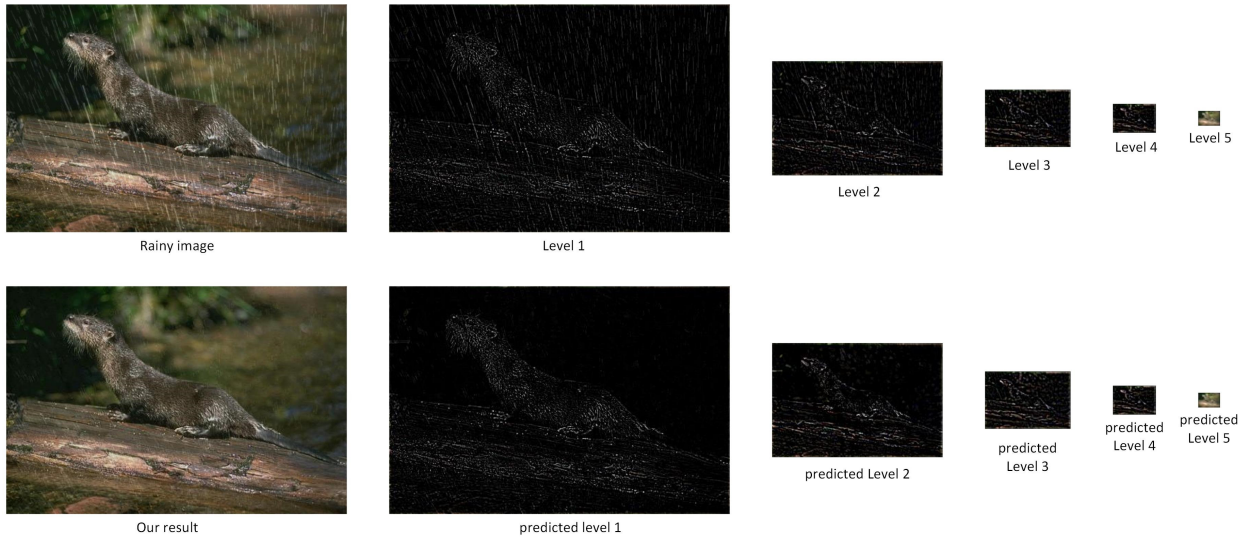 Rainy image
Level 1
Level 2
Level 3
Level 4
Level 5
Our result
predicted level 1
predicted Level 2
predicted
Level 3
predicted
Level 4
predicted
Level 5